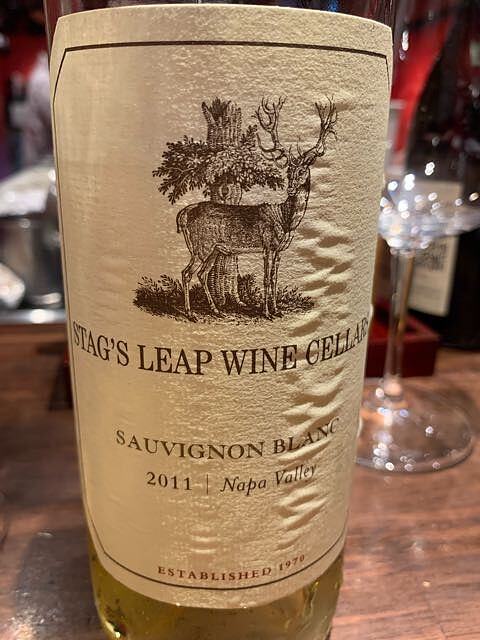 STAG'S LEAP WINE CELLARS
SAUVIGNON BLANC
2011 | Napa Valley
ESTABLISHED 1970